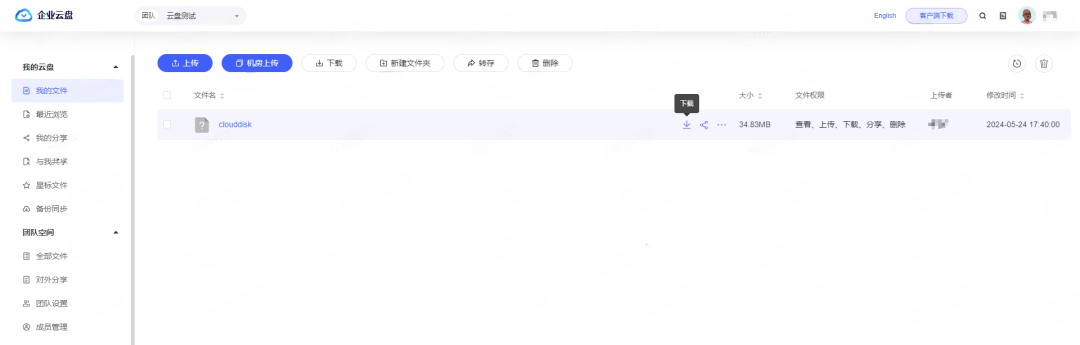 企业云盘
团队 云盘测试
English 客户端下载
我的云盘
我的文件
最近浏览
我的分享
与我共享
星标文件
备份同步
团队空间
全部文件
对外分享
团队设置
成员管理
上传 机房上传 下载 新建文件夹 转存 删除
文件名 大小 文件权限 上传者 修改时间
下载
clouddisk 34.83MB 查看、上传、下载、分享、删除 2024-05-24 17:40:00